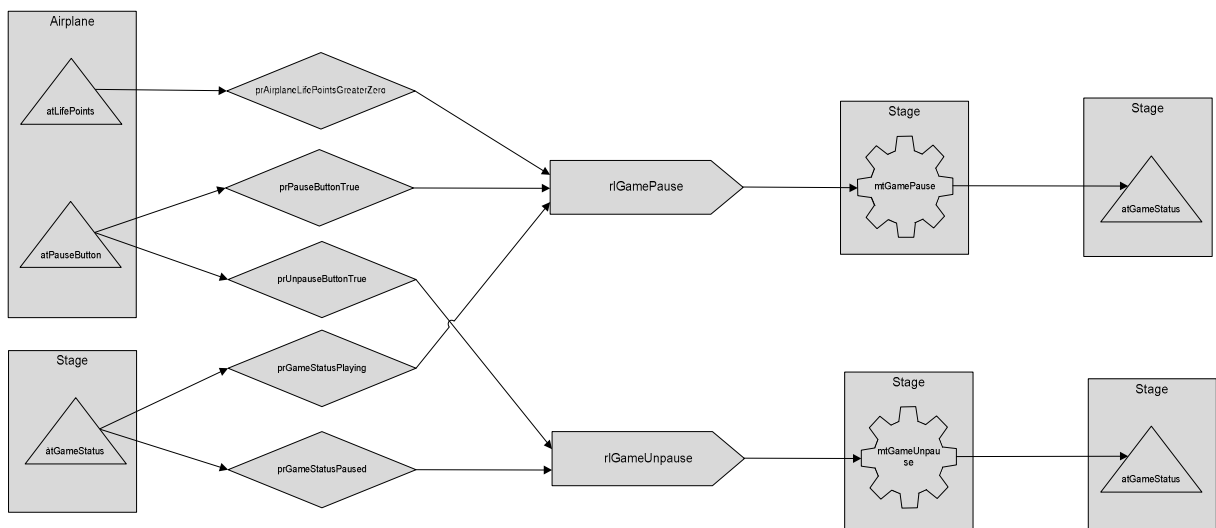 Airplane
atLifePoints
atPauseButton
Stage
atGameStatus
prAirplaneLifePointsGreaterZero
prPauseButtonTrue
prUnpauseButtonTrue
prGameStatusPlaying
prGameStatusPaused
rlGamePause
rlGameUnpause
Stage
mtGamePause
Stage
atGameStatus
Stage
mtGameUnpau
se
Stage
atGameStatus